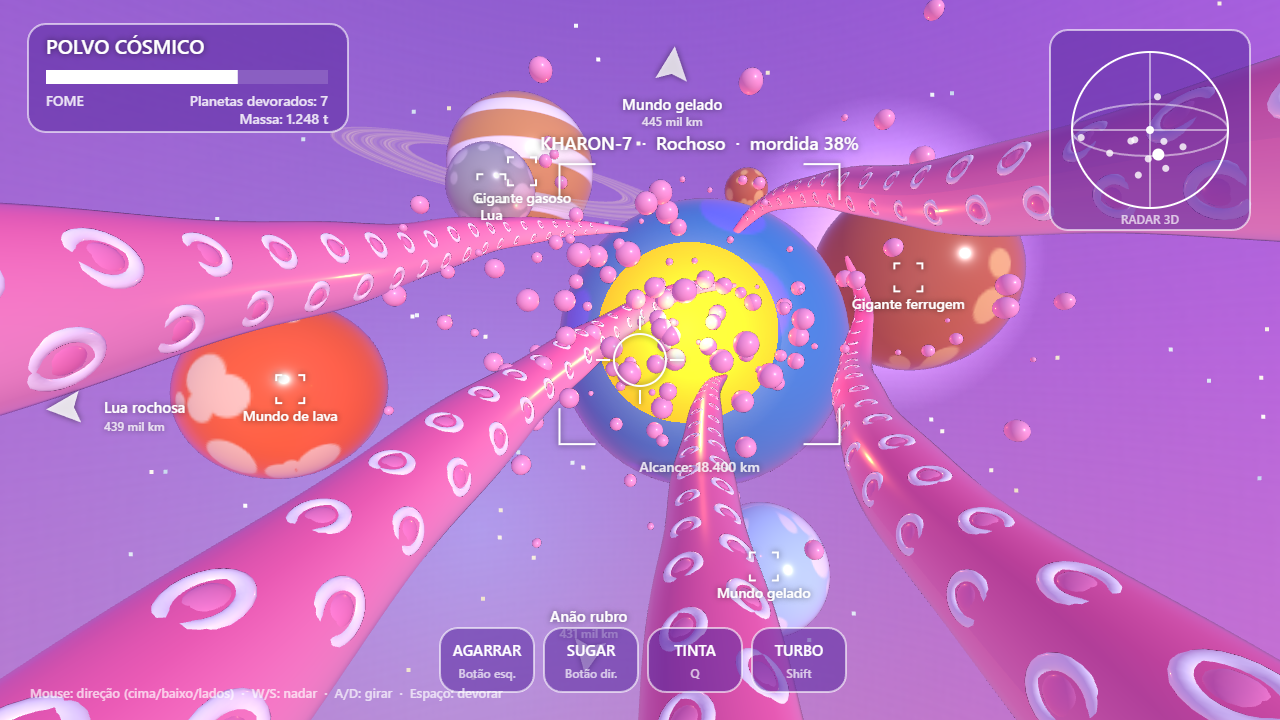 POLVO CÓSMICO
FOME
Planetas devorados: 7
Massa: 1.248 t
Mundo gelado
445 mil km
KHARON-7 · Rochoso · mordida 38%
RADAR 3D
Gigante gasoso
Lua
Gigante ferrugem
Lua rochosa
439 mil km
Mundo de lava
Alcance: 18.400 km
Mundo gelado
Anão rubro
431 mil km
AGARRAR
Botão esq.
SUGAR
Botão dir.
TINTA
Q
TURBO
Shift
Mouse: direção (cima/baixo/lados) · W/S: nadar · A/D: girar · Espaço: devorar